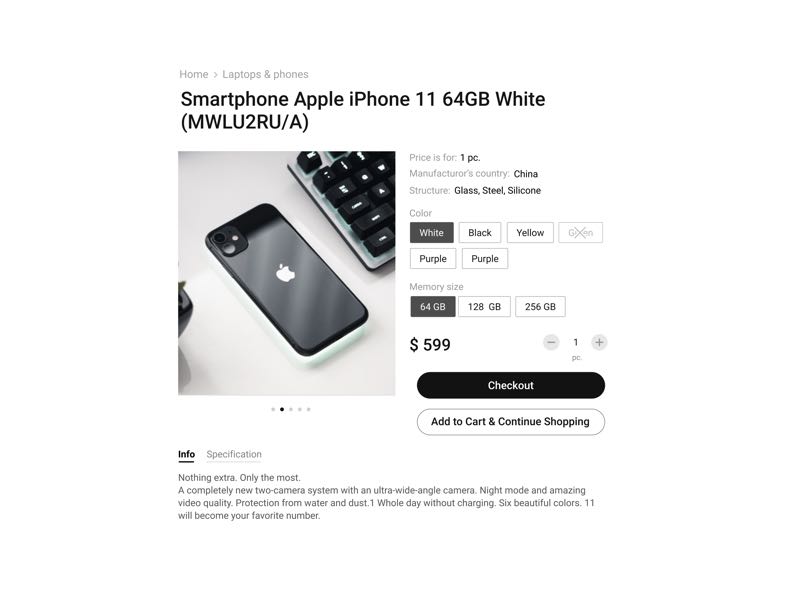 Home > Laptops & phones
Smartphone Apple iPhone 11 64GB White
(MWLU2RU/A)
Price is for: 1 pc.
Manufacturer's country: China
Structure: Glass, Steel, Silicone
Color
White Black Yellow Green
Purple Purple
Memory size
64 GB 128 GB 256 GB
$ 599 − 1 +
pc.
Checkout
Add to Cart & Continue Shopping
Info Specification
Nothing extra. Only the most.
A completely new two-camera system with an ultra-wide-angle camera. Night mode and amazing
video quality. Protection from water and dust.1 Whole day without charging. Six beautiful colors. 11
will become your favorite number.